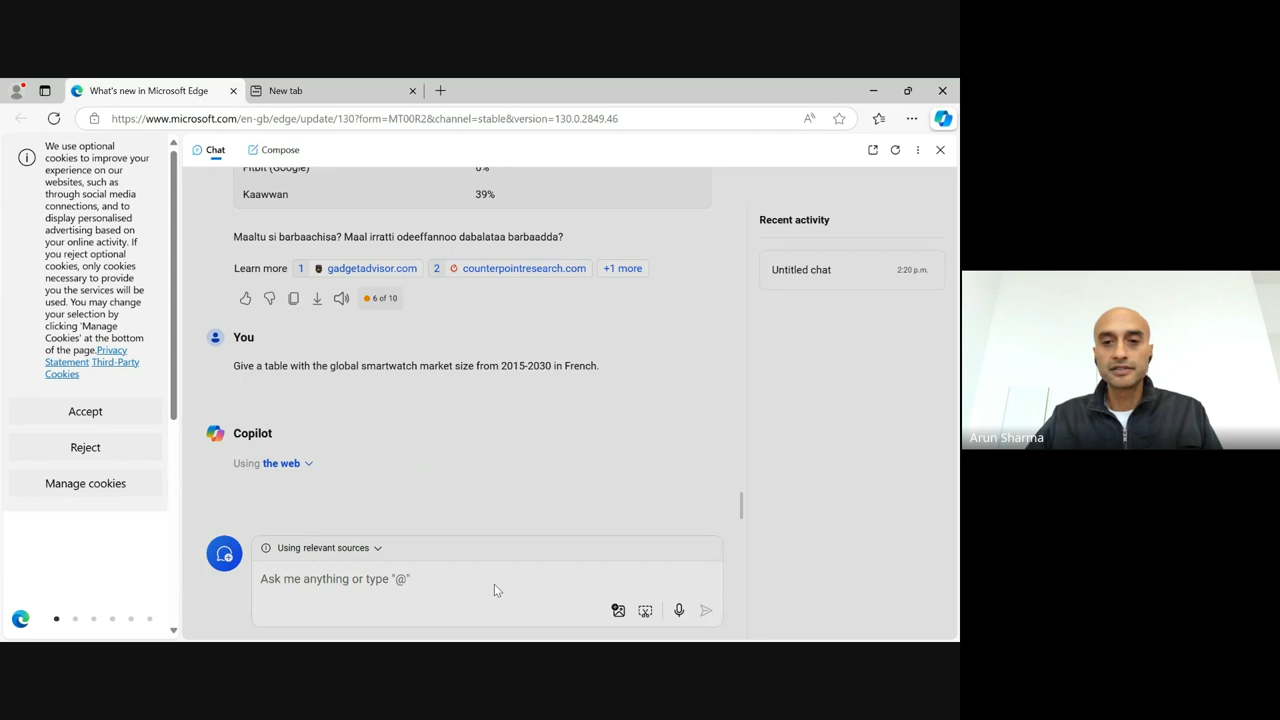 What's new in Microsoft Edge
New tab
https://www.microsoft.com/en-gb/edge/update/130?form=MT00R2&channel=stable&version=130.0.2849.46
We use optional
cookies to improve your
experience on our
websites, such as
through social media
connections, and to
display personalised
advertising based on
your online activity. If
you reject optional
cookies, only cookies
necessary to provide
you the services will be
used. You may change
your selection by
clicking 'Manage
Cookies' at the bottom
of the page.Privacy
Statement Third-Party
Cookies
Accept
Reject
Manage cookies
Chat
Compose
Fitbit (Google) 6%
Kaawwan 39%
Maaltu si barbaachisa? Maal irratti odeeffannoo dabalataa barbaadda?
Learn more 1 gadgetadvisor.com 2 counterpointresearch.com +1 more
6 of 10
You
Give a table with the global smartwatch market size from 2015-2030 in French.
Copilot
Using the web
Using relevant sources
Ask me anything or type "@"
Recent activity
Untitled chat 2:20 p.m.
Arun Sharma